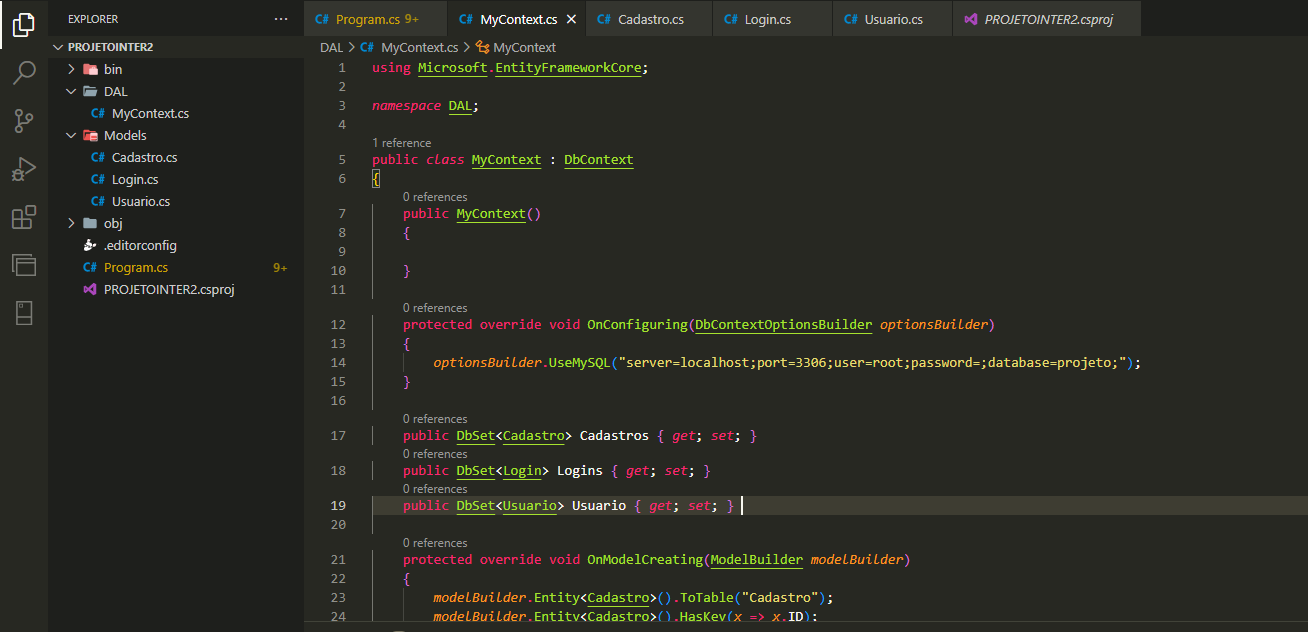 EXPLORER ...
PROJETOINTER2
bin
DAL
C# MyContext.cs
Models
C# Cadastro.cs
C# Login.cs
C# Usuario.cs
obj
.editorconfig
C# Program.cs 9+
PROJETOINTER2.csproj
C# Program.cs 9+ C# MyContext.cs C# Cadastro.cs C# Login.cs C# Usuario.cs PROJETOINTER2.csproj
DAL > C# MyContext.cs > MyContext
1 using Microsoft.EntityFrameworkCore;
2
3 namespace DAL;
4
1 reference
5 public class MyContext : DbContext
6 {
0 references
7 public MyContext()
8 {
9
10 }
11
0 references
12 protected override void OnConfiguring(DbContextOptionsBuilder optionsBuilder)
13 {
14 optionsBuilder.UseMySQL("server=localhost;port=3306;user=root;password=;database=projeto;");
15 }
16
0 references
17 public DbSet<Cadastro> Cadastros { get; set; }
0 references
18 public DbSet<Login> Logins { get; set; }
0 references
19 public DbSet<Usuario> Usuario { get; set; }
20
0 references
21 protected override void OnModelCreating(ModelBuilder modelBuilder)
22 {
23 modelBuilder.Entity<Cadastro>().ToTable("Cadastro");
24 modelBuilder.Entity<Cadastro>().HasKey(x => x.ID);